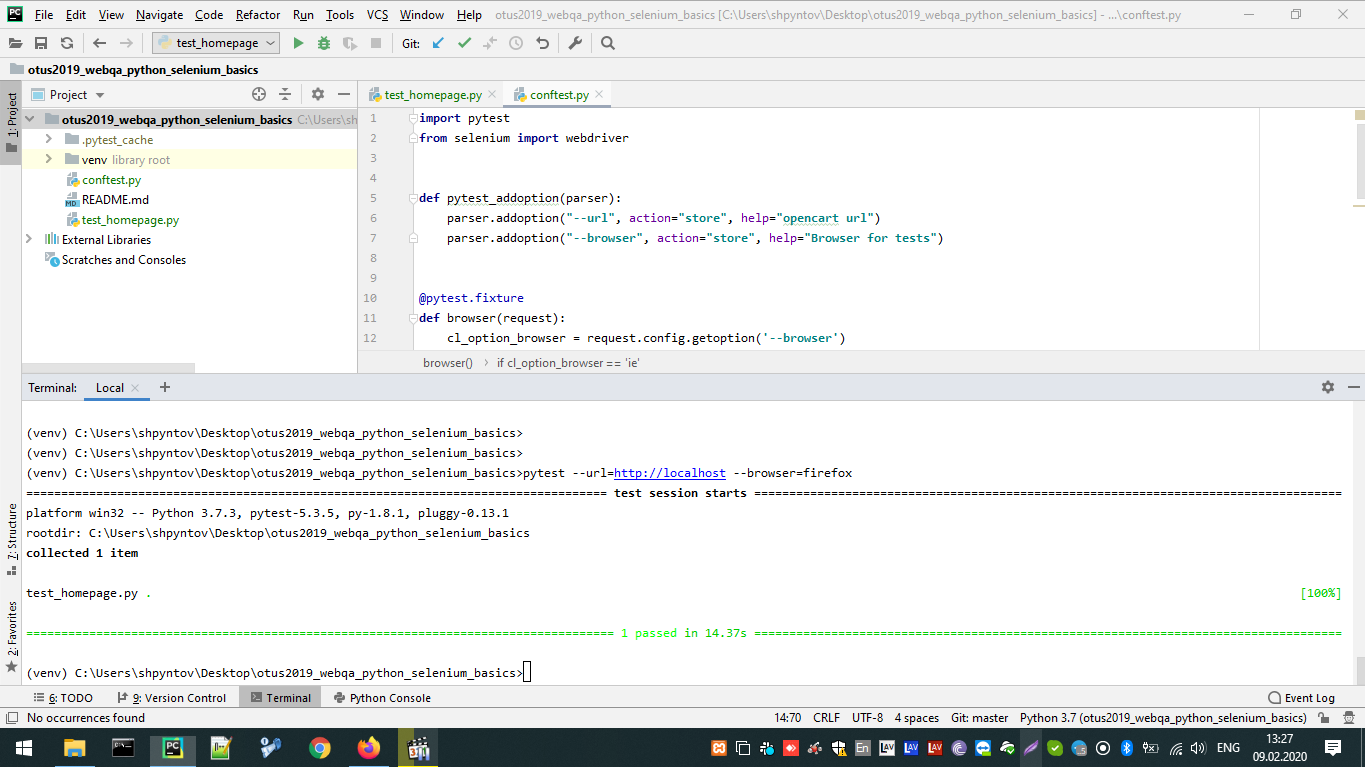 File Edit View Navigate Code Refactor Run Tools VCS Window Help otus2019_webqa_python_selenium_basics [C:\Users\shpyntov\Desktop\otus2019_webqa_python_selenium_basics] - ...\conftest.py
test_homepage Git:
otus2019_webqa_python_selenium_basics
1: Project
Project
otus2019_webqa_python_selenium_basics C:\Users\sh
.pytest_cache
venv library root
conftest.py
README.md
test_homepage.py
External Libraries
Scratches and Consoles
test_homepage.py conftest.py
1 import pytest
2 from selenium import webdriver
3
4
5 def pytest_addoption(parser):
6 parser.addoption("--url", action="store", help="opencart url")
7 parser.addoption("--browser", action="store", help="Browser for tests")
8
9
10 @pytest.fixture
11 def browser(request):
12 cl_option_browser = request.config.getoption('--browser')
browser() if cl_option_browser == 'ie'
Terminal: Local
(venv) C:\Users\shpyntov\Desktop\otus2019_webqa_python_selenium_basics>
(venv) C:\Users\shpyntov\Desktop\otus2019_webqa_python_selenium_basics>
(venv) C:\Users\shpyntov\Desktop\otus2019_webqa_python_selenium_basics>pytest --url=http://localhost --browser=firefox
=================================================================================== test session starts ====================================================================================
platform win32 -- Python 3.7.3, pytest-5.3.5, py-1.8.1, pluggy-0.13.1
rootdir: C:\Users\shpyntov\Desktop\otus2019_webqa_python_selenium_basics
collected 1 item
test_homepage.py . [100%]
==================================================================================== 1 passed in 14.37s ====================================================================================
(venv) C:\Users\shpyntov\Desktop\otus2019_webqa_python_selenium_basics>
7: Structure
2: Favorites
6: TODO 9: Version Control Terminal Python Console Event Log
No occurrences found 14:70 CRLF UTF-8 4 spaces Git: master Python 3.7 (otus2019_webqa_python_selenium_basics)
En LAV LAV LAV ENG 13:27
09.02.2020